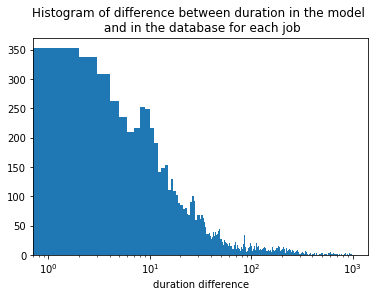 Histogram of difference between duration in the model
and in the database for each job
350
300
250
200
150
100
50
0
10⁰ 10¹ 10² 10³
duration difference